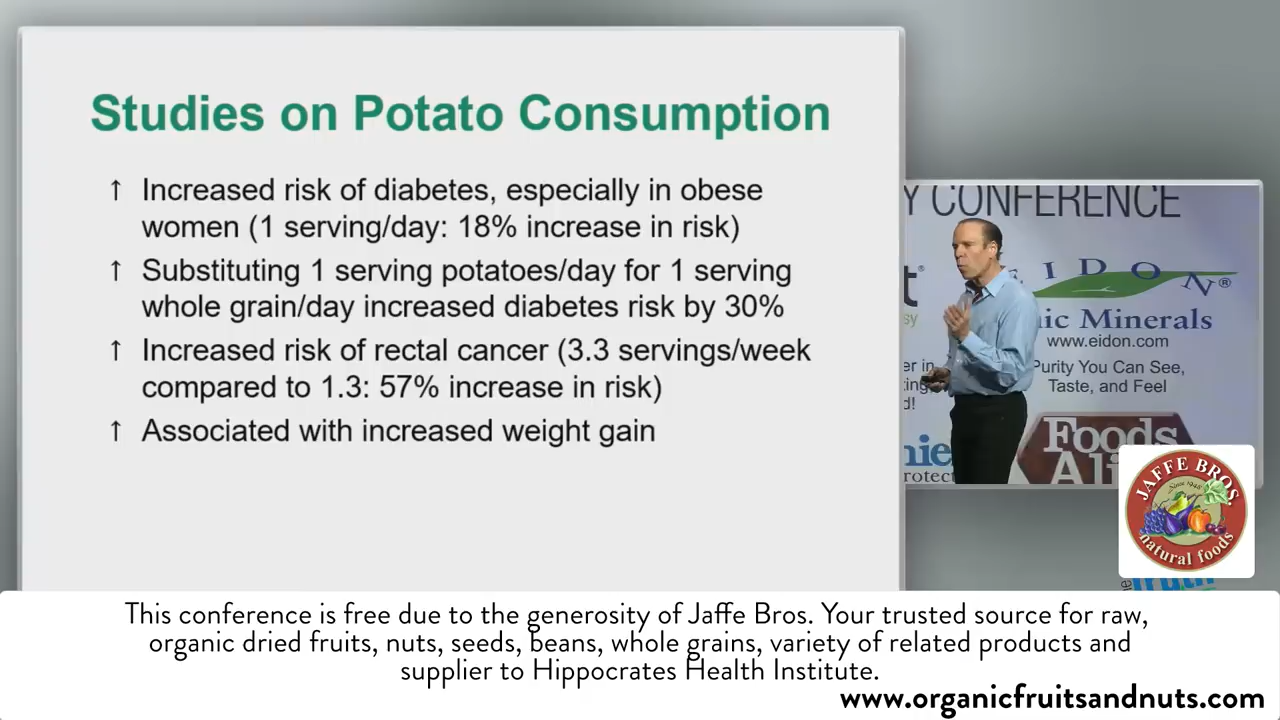 Studies on Potato Consumption
↑ Increased risk of diabetes, especially in obese
women (1 serving/day: 18% increase in risk)
↑ Substituting 1 serving potatoes/day for 1 serving
whole grain/day increased diabetes risk by 30%
↑ Increased risk of rectal cancer (3.3 servings/week
compared to 1.3: 57% increase in risk)
↑ Associated with increased weight gain
Y CONFERENCE
EIDON®
ic Minerals
www.eidon.com
Purity You Can See,
Taste, and Feel
Foods
Ali
JAFFE BROS.
Since 1948
natural foods
This conference is free due to the generosity of Jaffe Bros. Your trusted source for raw,
organic dried fruits, nuts, seeds, beans, whole grains, variety of related products and
supplier to Hippocrates Health Institute.
www.organicfruitsandnuts.com